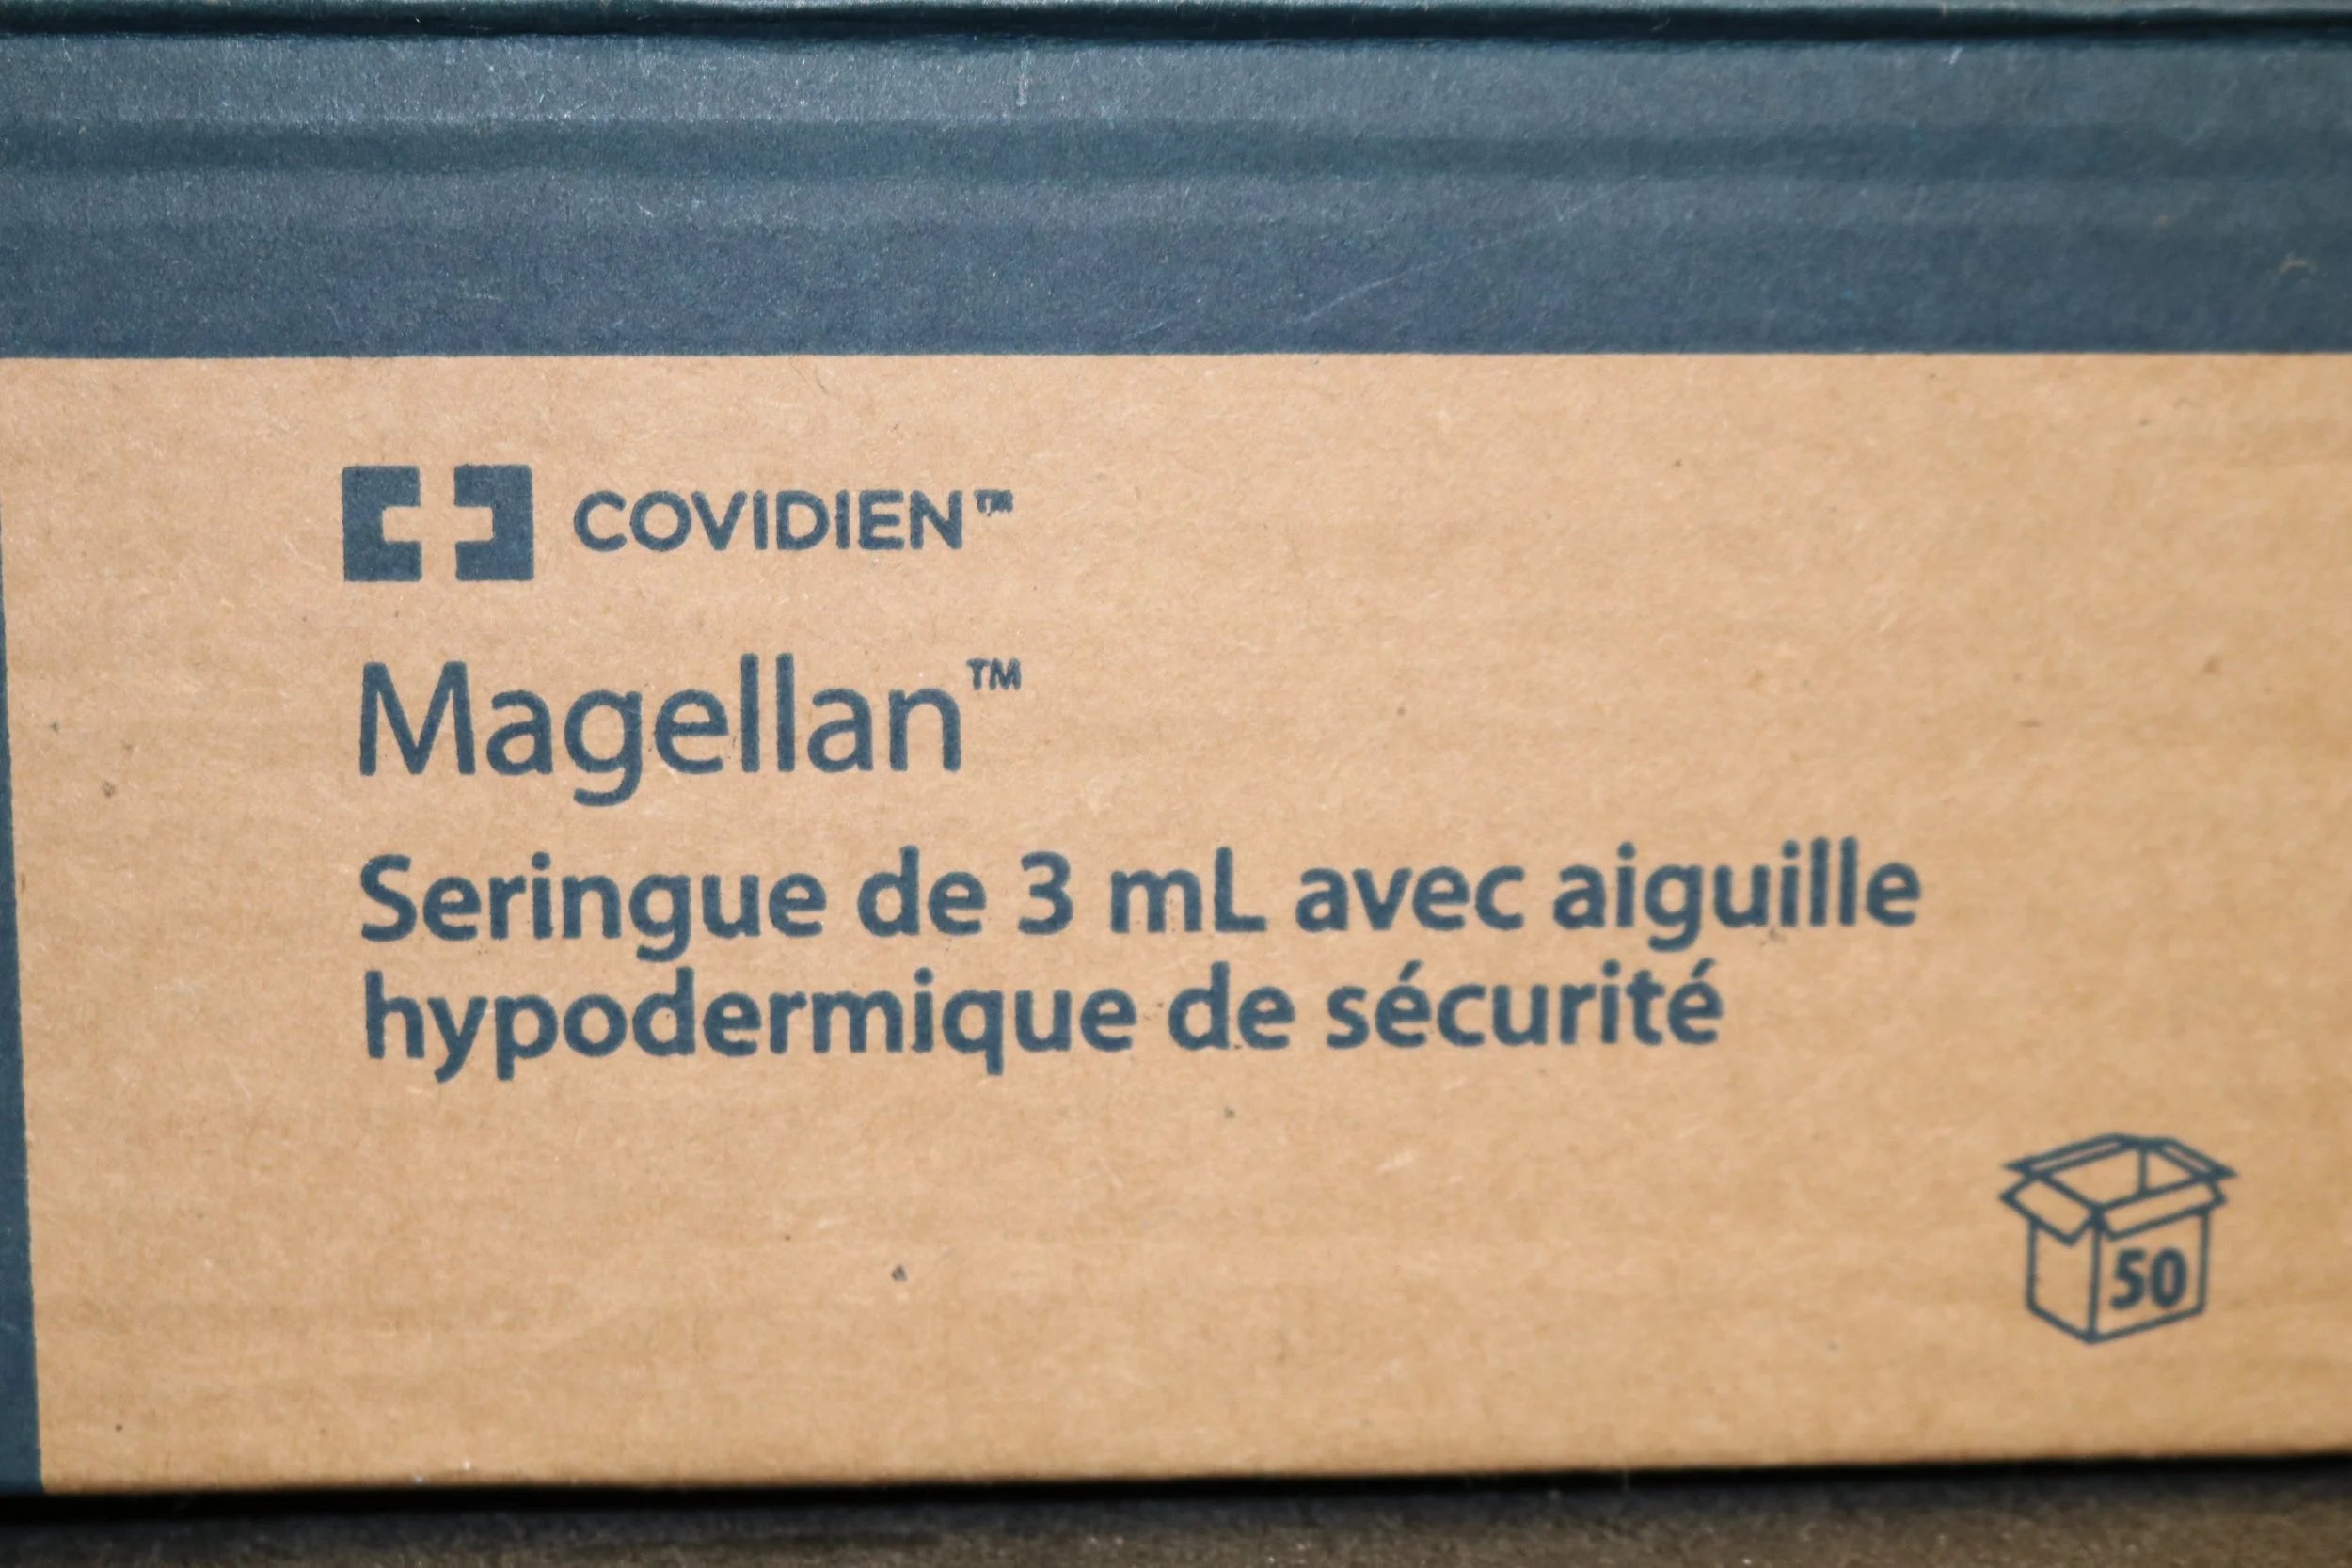 COVIDIEN™
Magellan™
Seringue de 3 mL avec aiguille
hypodermique de sécurité
50